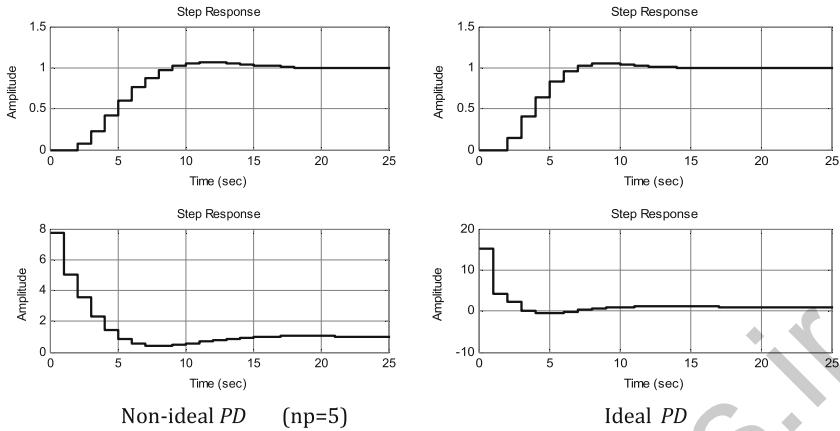 Step Response
1.5
1
0.5
0
Amplitude
0 5 10 15 20 25
Time (sec)
Step Response
1.5
1
0.5
0
Amplitude
0 5 10 15 20 25
Time (sec)
Step Response
8
6
4
2
0
Amplitude
0 5 10 15 20 25
Time (sec)
Step Response
20
10
0
-10
Amplitude
0 5 10 15 20 25
Time (sec)
Non-ideal PD (np=5)
Ideal PD
s.ir